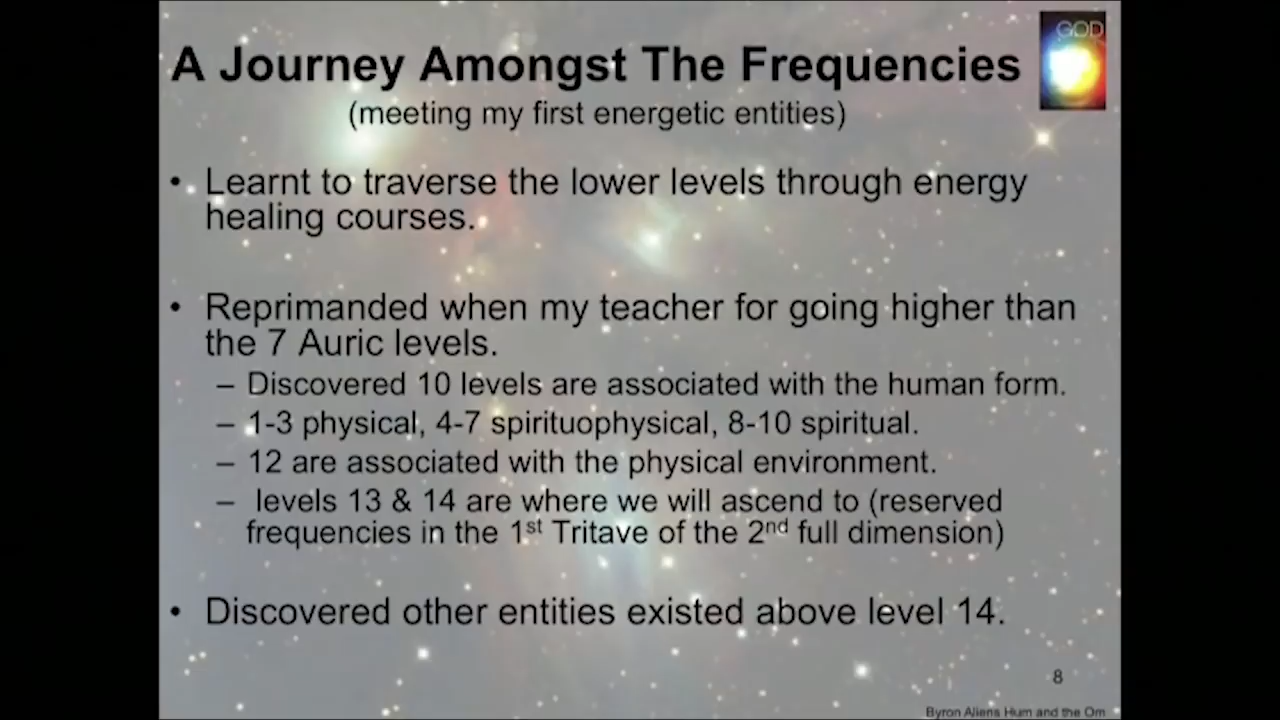 A Journey Amongst The Frequencies
GOD
(meeting my first energetic entities)
• Learnt to traverse the lower levels through energy
healing courses.
• Reprimanded when my teacher for going higher than
the 7 Auric levels.
– Discovered 10 levels are associated with the human form.
– 1-3 physical, 4-7 spirituophysical, 8-10 spiritual.
– 12 are associated with the physical environment.
– levels 13 & 14 are where we will ascend to (reserved
frequencies in the 1st Tritave of the 2nd full dimension)
• Discovered other entities existed above level 14.
8
Byron Aliens Hum and the Om